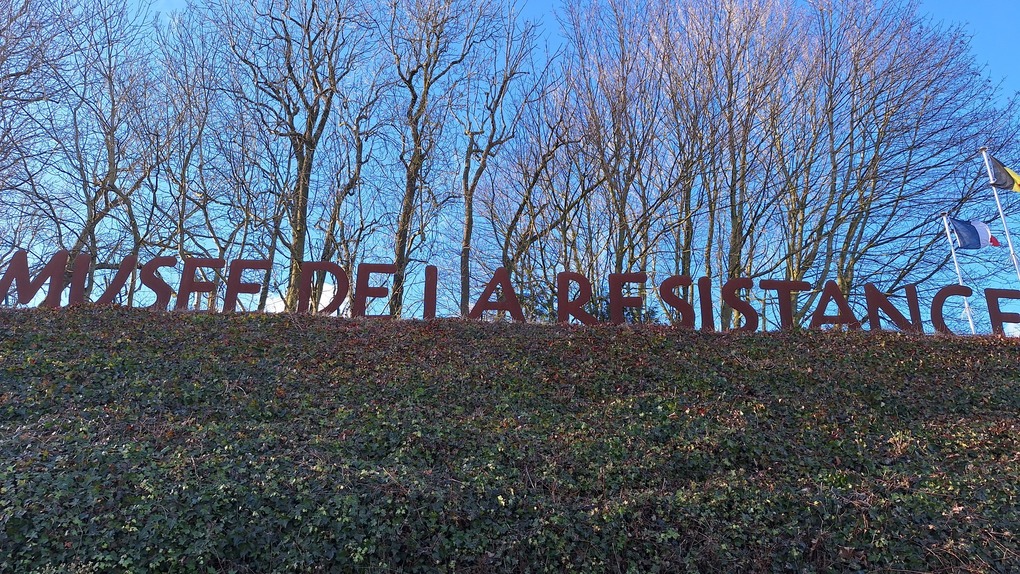 MUSEE DE LA RESISTANCE